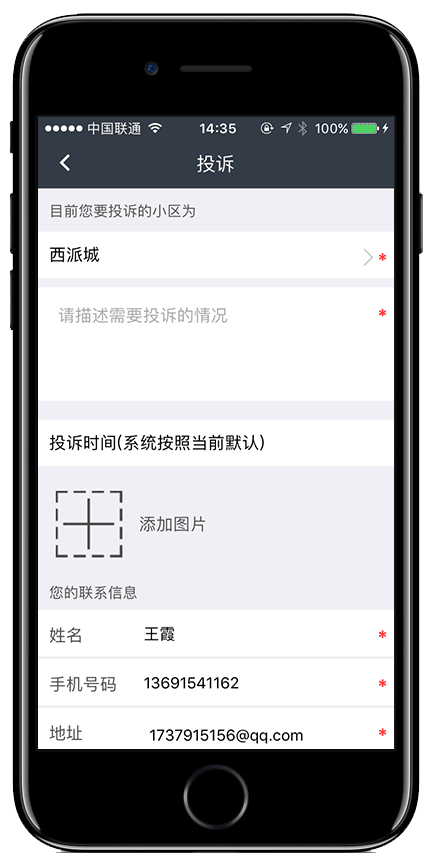 中国联通 14:35 100%
投诉
目前您要投诉的小区为
西派城 *
请描述需要投诉的情况 *
投诉时间(系统按照当前默认)
添加图片
您的联系信息
姓名 王霞 *
手机号码 13691541162 *
地址 1737915156@qq.com *